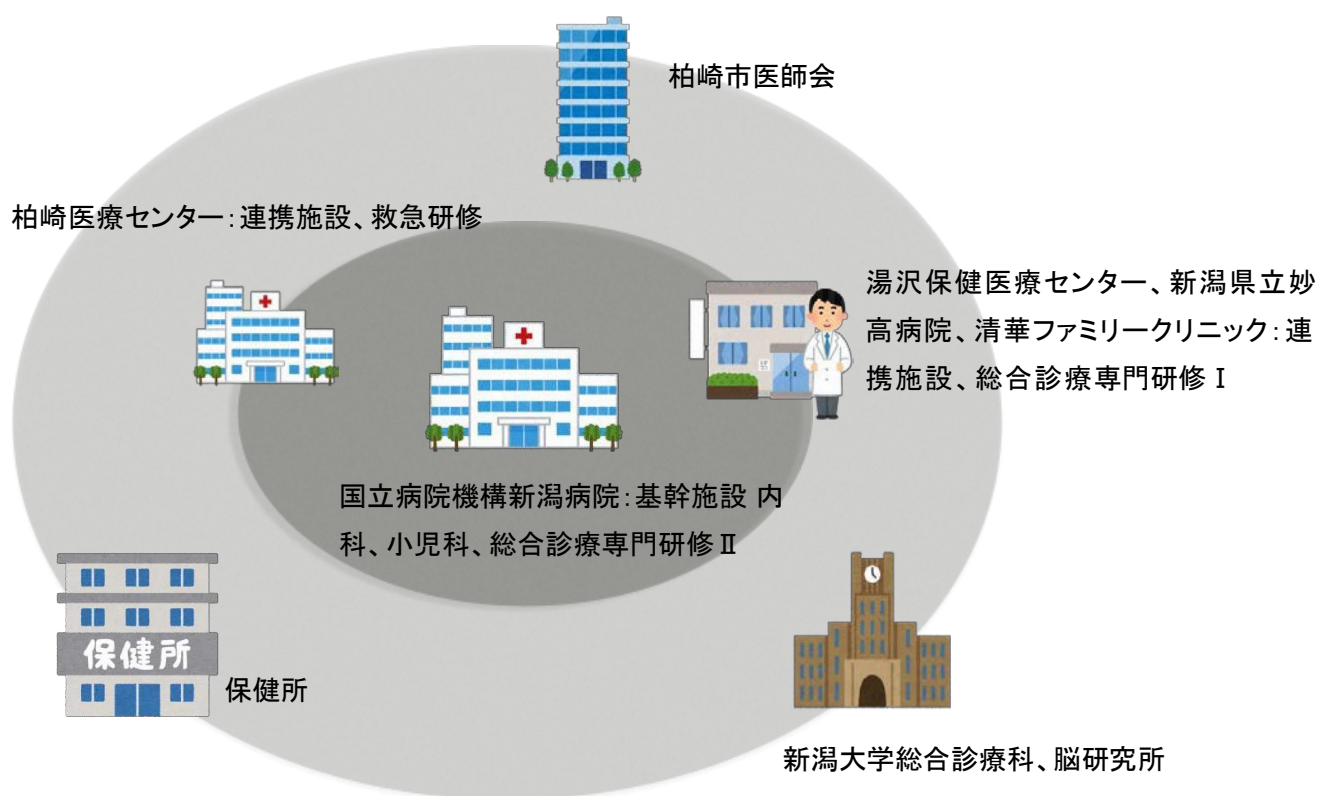 柏崎市医師会
柏崎医療センター：連携施設、救急研修
湯沢保健医療センター、新潟県立妙
高病院、清華ファミリークリニック：連
携施設、総合診療専門研修Ⅰ
国立病院機構新潟病院：基幹施設 内
科、小児科、総合診療専門研修Ⅱ
保健所
保健所
新潟大学総合診療科、脳研究所